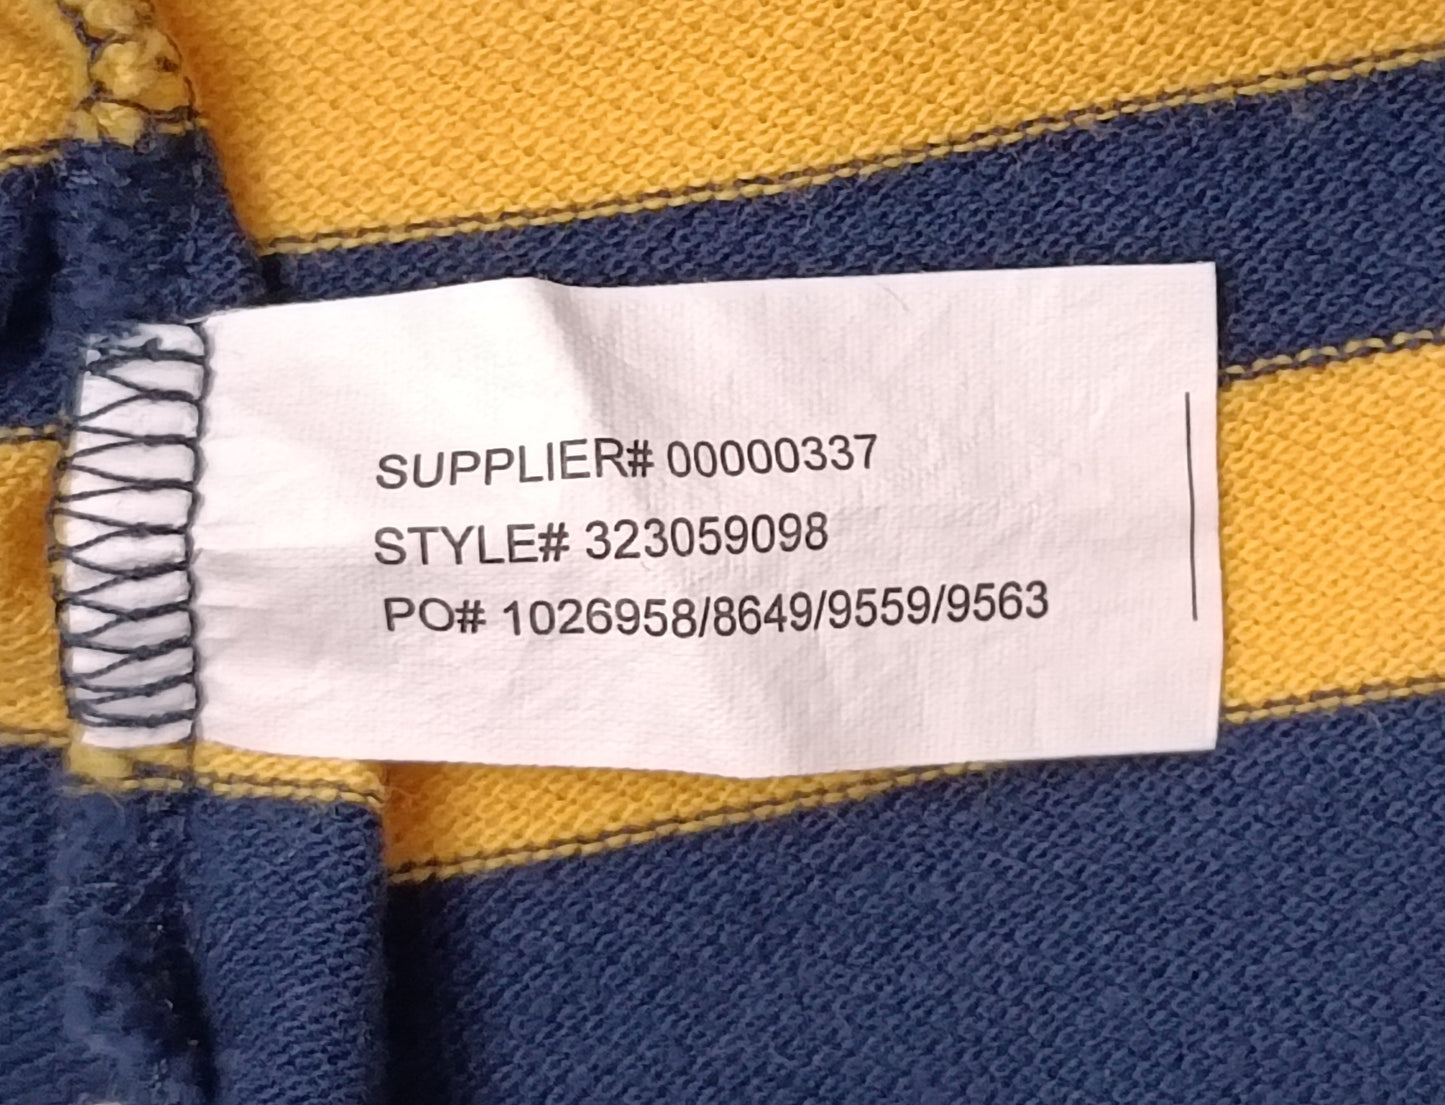 SUPPLIER# 00000337
STYLE# 323059098
PO# 1026958/8649/9559/9563